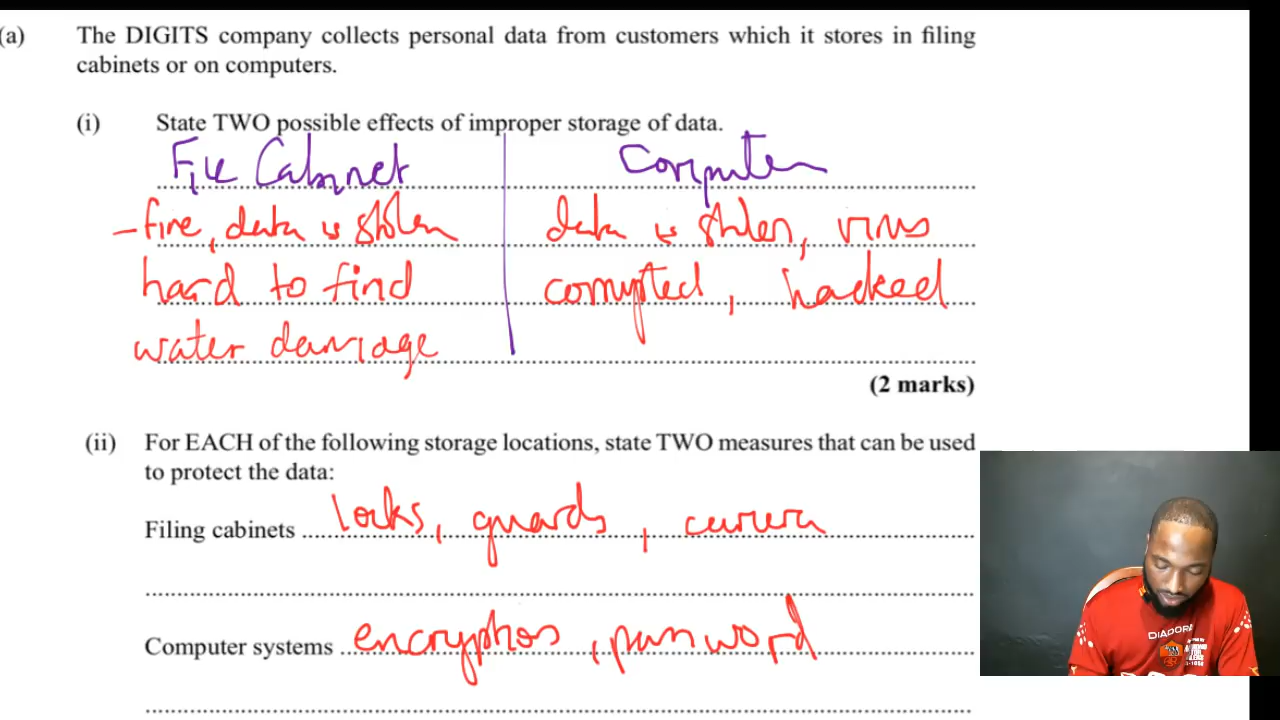 (a) The DIGITS company collects personal data from customers which it stores in filing
cabinets or on computers.
(i) State TWO possible effects of improper storage of data.
File Cabinet Computer
- fire, data is stolen data is stolen, virus
hard to find corrupted, hacked
water damage
(2 marks)
(ii) For EACH of the following storage locations, state TWO measures that can be used
to protect the data:
Filing cabinets locks, guards, camera
Computer systems encryption, password
DIADORA